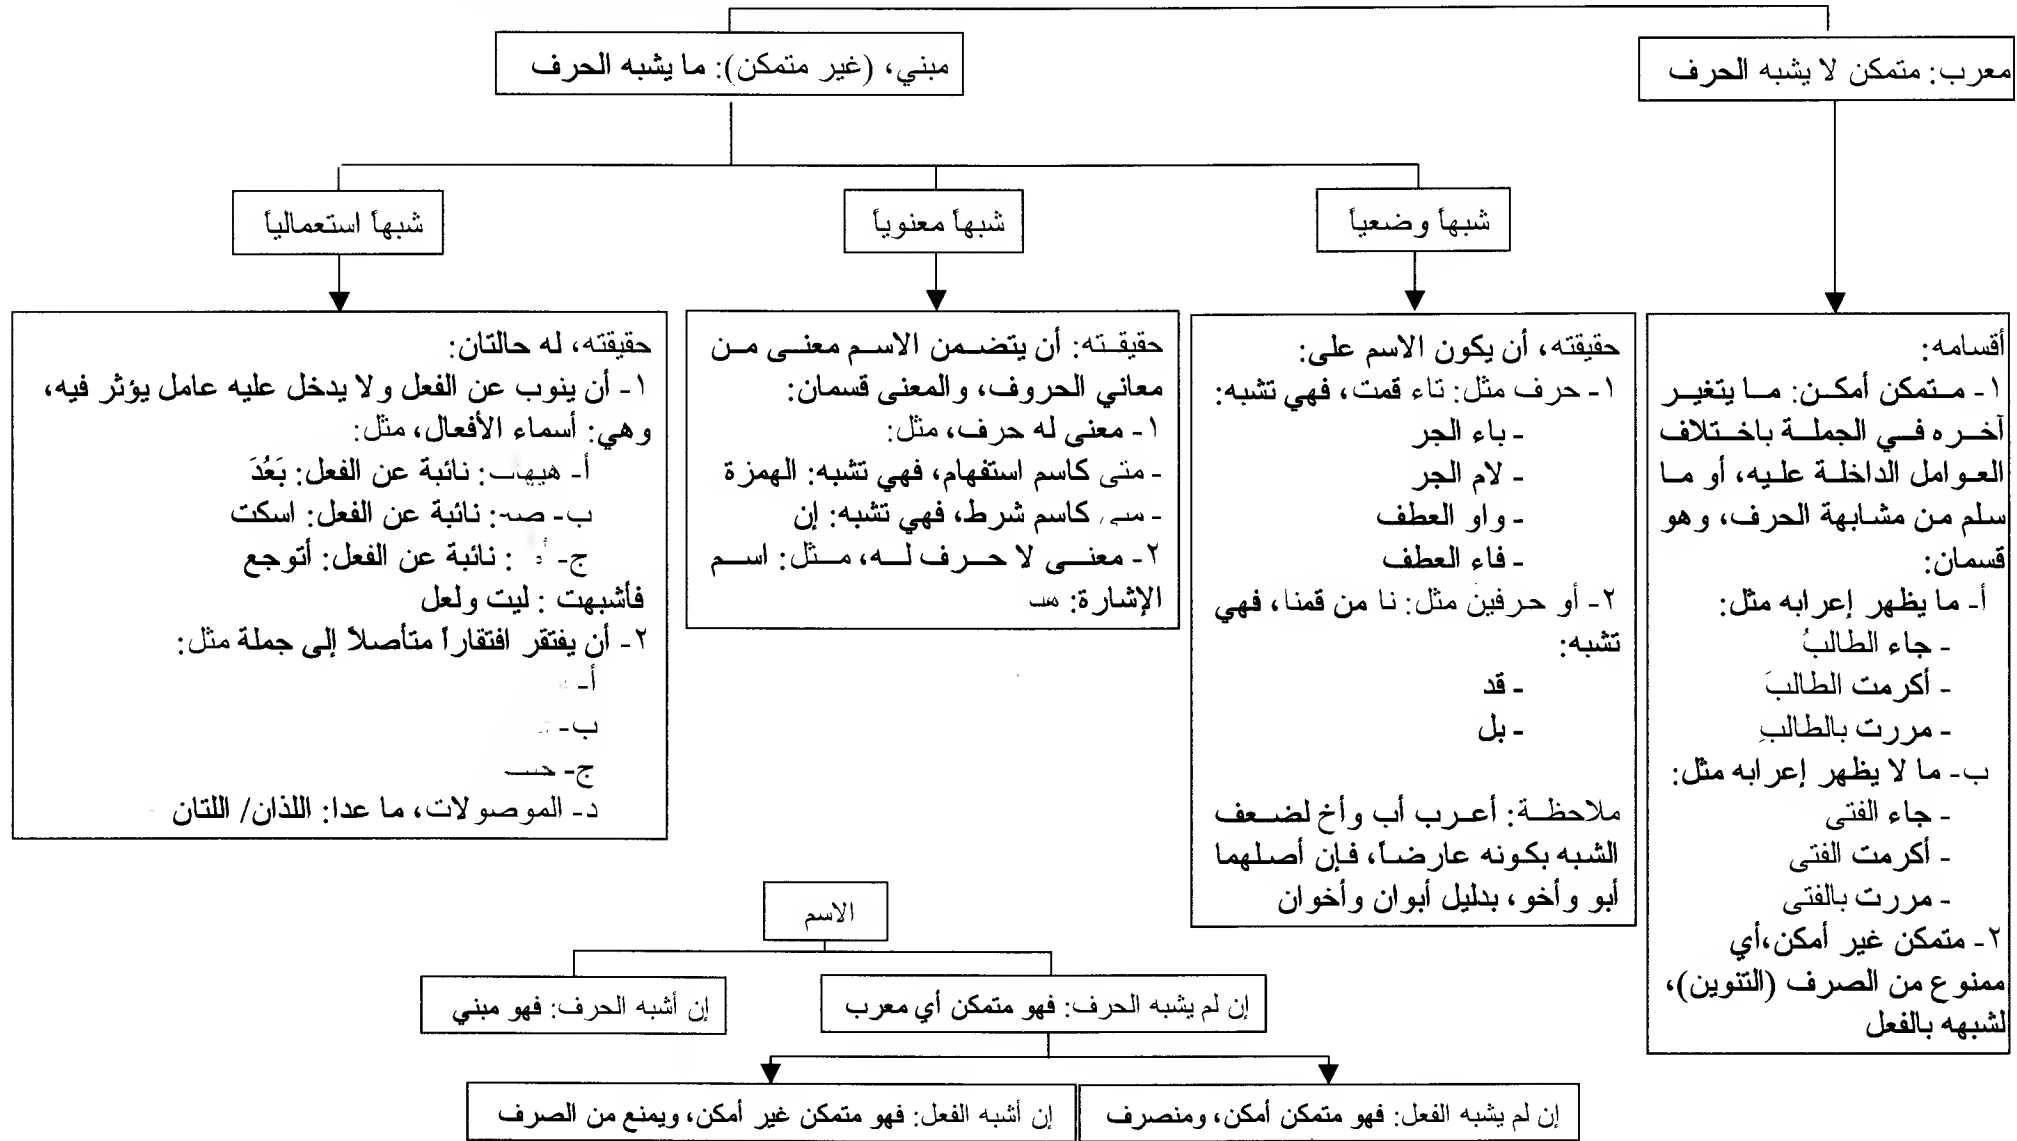 معرب: متمكن لا يشبه الحرف
مبني، (غير متمكن): ما يشبه الحرف
شبهاً وضعياً
شبهاً معنوياً
شبهاً استعمالياً
أقسامه:
١- متمكن أمكن: ما يتغير
آخره في الجملة باختلاف
العوامل الداخلة عليه، أو ما
سلم من مشابهة الحرف، وهو
قسمان:
أ- ما يظهر إعرابه مثل:
- جاء الطالبُ
- أكرمت الطالبَ
- مررت بالطالبِ
ب- ما لا يظهر إعرابه مثل:
- جاء الفتى
- أكرمت الفتى
- مررت بالفتى
٢- متمكن غير أمكن،أي
ممنوع من الصرف (التنوين)،
لشبهه بالفعل
حقيقته، أن يكون الاسم على:
١- حرف مثل: تاء قمت، فهي تشبه:
- باء الجر
- لام الجر
- واو العطف
- فاء العطف
٢- أو حرفين مثل: نا من قمنا، فهي
تشبه:
- قد
- بل
ملاحظة: أعرب أب وأخ لضعف
الشبه بكونه عارضاً، فإن أصلهما
أبو وأخو، بدليل أبوان وأخوان
حقيقته: أن يتضمن الاسم معنى من
معاني الحروف، والمعنى قسمان:
١- معنى له حرف، مثل:
- متى كاسم استفهام، فهي تشبه: الهمزة
- كاسم شرط، فهي تشبه: إن
٢- معنى لا حرف له، مثل: اسم
الإشارة:
حقيقته، له حالتان:
١- أن ينوب عن الفعل ولا يدخل عليه عامل يؤثر فيه،
وهي: أسماء الأفعال، مثل:
أ- هيهات: نائبة عن الفعل: بَعُدَ
ب- صه: نائبة عن الفعل: اسكت
ج- : نائبة عن الفعل: أتوجع
فأشبهت : ليت ولعل
٢- أن يفتقر افتقاراً متأصلاً إلى جملة مثل:
أ-
ب-
ج-
د- الموصولات، ما عدا: اللذان/ اللتان
الاسم
إن لم يشبه الحرف: فهو متمكن أي معرب
إن أشبه الحرف: فهو مبني
إن لم يشبه الفعل: فهو متمكن أمكن، ومنصرف
إن أشبه الفعل: فهو متمكن غير أمكن، ويمنع من الصرف